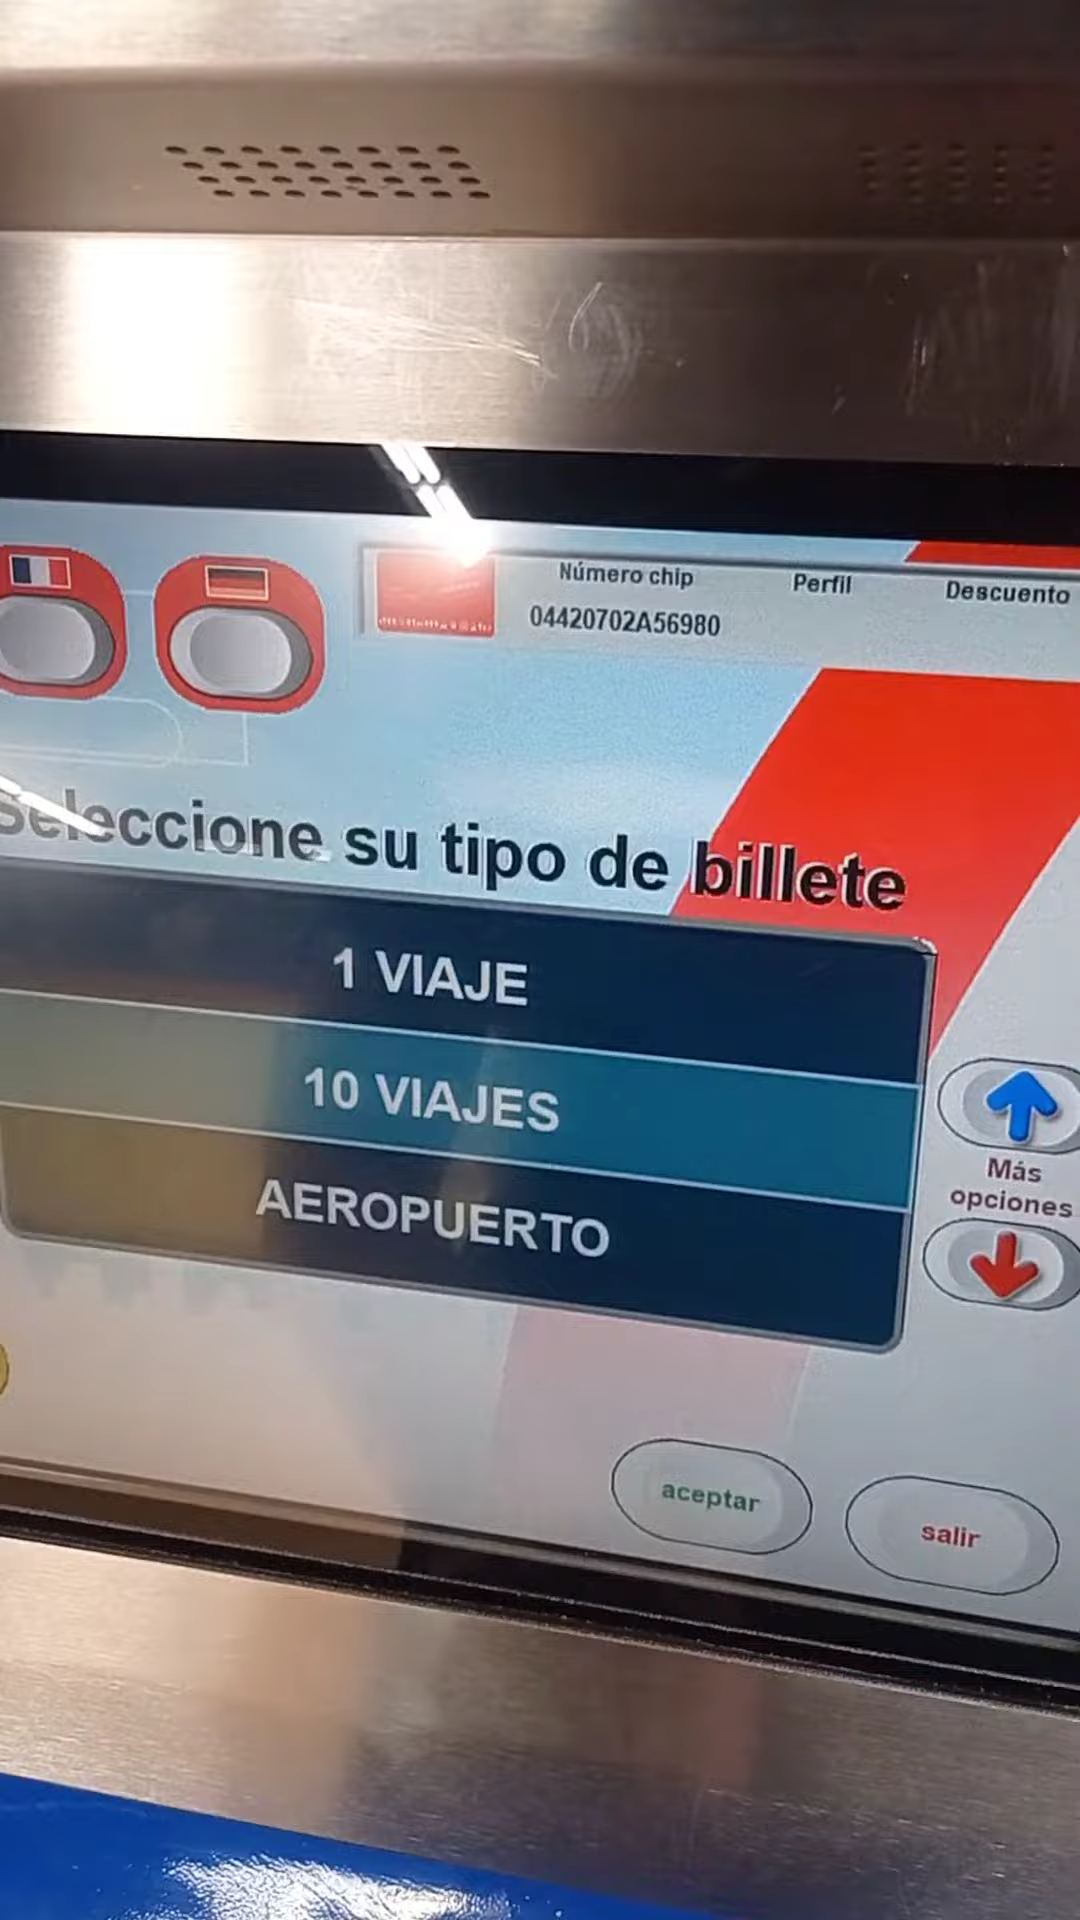 Número chip Perfil Descuento
04420702A56980
Seleccione su tipo de billete
1 VIAJE
10 VIAJES
AEROPUERTO
Más
opciones
aceptar
salir